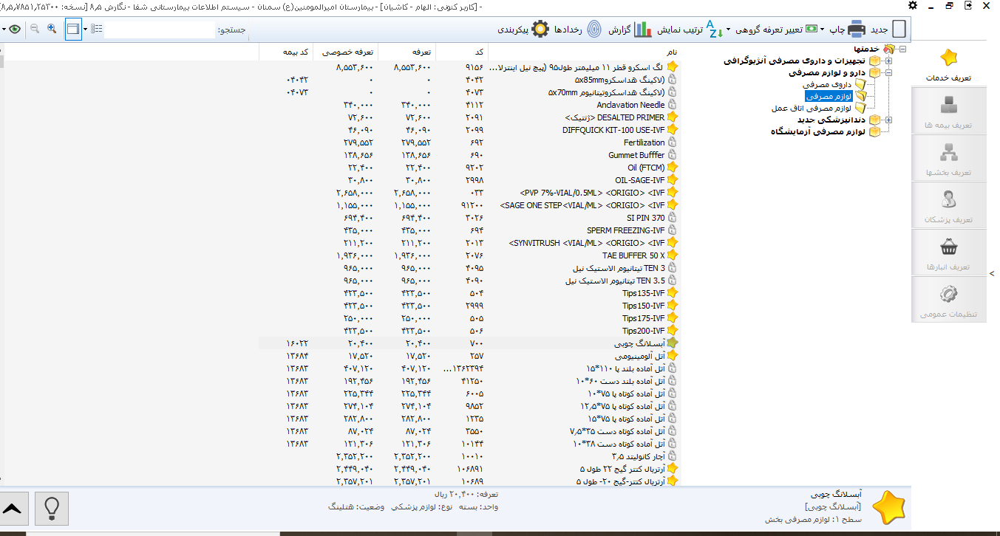 - [کاربر کنونی: الهام - کاشیان] - بیمارستان امیرالمومنین(ع) سمنان - سیستم اطلاعات بیمارستانی شفا - نگارش ۸٫۵ [نسخه: ۸٫۵٫۷۸۵۱٫۲۵۳۰۰]
جدید چاپ تغییر تعرفه گروهی ترتیب نمایش گزارش رخدادها پیکربندی جستجو:
تعریف خدمات
تعریف بیمه ها
تعریف بخشها
تعریف پزشکان
تعریف انبارها
تنظیمات عمومی
خدمتها
تجهیزات و داروی مصرفی آنژیوگرافی
دارو و لوازم مصرفی
داروی مصرفی
لوازم مصرفی
لوازم مصرفی اتاق عمل
دندانپزشکی جدید
لوازم مصرفی آزمایشگاه
نام کد تعرفه تعرفه خصوصی کد بیمه
لگ اسکرو قطر ۱۱ میلیمتر طول۹۵ (پیچ نیل اینترلا... ۹۱۵۶ ۸,۵۵۳,۶۰۰ ۸,۵۵۳,۶۰۰
(لاکینگ هداسکرو۵x85mm ۴۰۴۲ ۰ ۰ ۰۴۰۴۲
(لاکینگ هداسکروتیتانیوم ۵x70mm ۴۰۷۳ ۰ ۰ ۰۴۰۷۳
Anclavation Needle ۴۱۱۲ ۳۴۰,۰۰۰ ۳۴۰,۰۰۰
DESALTED PRIMER <ژنتیک> ۲۰۹۱ ۷۲,۶۰۰ ۷۲,۶۰۰
DIFFQUICK KIT-100 USE-IVF ۲۰۹۹ ۴۶,۰۹۰ ۴۶,۰۹۰
Fertilization ۶۹۲ ۲۷۹,۵۵۲ ۲۷۹,۵۵۲
Gummet Bufffer ۶۹۰ ۱۳۸,۶۵۶ ۱۳۸,۶۵۶
Oil (FTCM) ۹۲۰۲ ۲۲,۴۰۰ ۲۲,۴۰۰
OIL-SAGE-IVF ۲۹۹۸ ۳۰,۸۰۰ ۳۰,۸۰۰
<PVP 7%-VIAL/0.5ML> <ORIGIO> <IVF ۰۳۳ ۲,۶۵۸,۰۰۰ ۲,۶۵۸,۰۰۰
<SAGE ONE STEP<VIAL/ML> <ORIGIO> <IVF ۹۱۲۰۰ ۱,۱۵۵,۰۰۰ ۱,۱۵۵,۰۰۰
SI PIN 370 ۳۰۲۶ ۶۹۴,۴۰۰ ۶۹۴,۴۰۰
SPERM FREEZING-IVF ۶۹۴ ۴۳۵,۰۰۰ ۴۳۵,۰۰۰
<SYNVITRUSH <VIAL/ML> <ORIGIO> <IVF ۲۰۱۳ ۲۱۱,۲۰۰ ۲۱۱,۲۰۰
TAE BUFFER 50 X ۲۰۷۶ ۱,۹۳۶,۰۰۰ ۱,۹۳۶,۰۰۰
TEN 3 تیتانیوم الاستیک نیل ۴۰۹۵ ۹۶۵,۰۰۰ ۹۶۵,۰۰۰
TEN 3.5 تیتانیوم الاستیک نیل ۴۰۹۰ ۹۶۵,۰۰۰ ۹۶۵,۰۰۰
Tips135-IVF ۵۰۴ ۴۲۳,۵۰۰ ۴۲۳,۵۰۰
Tips150-IVF ۲۹۹۹ ۴۲۳,۵۰۰ ۴۲۳,۵۰۰
Tips175-IVF ۵۰۵ ۲۵۰,۰۰۰ ۲۵۰,۰۰۰
Tips200-IVF ۵۰۶ ۴۲۳,۵۰۰ ۴۲۳,۵۰۰
آبسلانگ چوبی ۷۰۰ ۲۰,۴۰۰ ۲۰,۴۰۰ ۱۶۰۲۲
آتل آلومینیومی ۲۵۷ ۱۷,۵۲۰ ۱۷,۵۲۰ ۱۳۶۸۴
آتل آماده بلند پا ۱۱۰*۱۵ ۱۳۶۲۳۹۴... ۴۰۷,۱۲۰ ۴۰۷,۱۲۰ ۱۳۶۸۳
آتل آماده بلند دست ۶۰*۱۰ ۴۱۲۵۰ ۱۹۲,۴۵۶ ۱۹۲,۴۵۶ ۱۳۶۸۳
آتل آماده کوتاه پا ۷۵*۱۰ ۶۰۰۵ ۲۲۵,۳۴۴ ۲۲۵,۳۴۴ ۱۳۶۸۳
آتل آماده کوتاه پا ۷۵*۱۲٫۵ ۹۸۵۲ ۲۷۴,۱۰۴ ۲۷۴,۱۰۴ ۱۳۶۸۳
آتل آماده کوتاه پا ۷۵*۱۵ ۱۲۳۵ ۲۸۲,۸۰۰ ۲۸۲,۸۰۰ ۱۳۶۸۳
آتل آماده کوتاه دست ۳۵*۷٫۵ ۳۵۵۰ ۸۷,۰۲۴ ۸۷,۰۲۴ ۱۳۶۸۳
آتل آماده کوتاه دست ۳۸*۱۰ ۱۰۱۴۴ ۱۲۱,۳۰۶ ۱۲۱,۳۰۶ ۱۳۶۸۳
آچار کانولیتد ۳٫۵ ۱۰۰۱۰ ۲,۳۵۲,۲۰۰ ۲,۳۵۲,۲۰۰
آرتریال کتتر گیج ۲۲ طول ۵ ۱۰۶۸۹۱ ۲,۴۴۹,۰۴۰ ۲,۴۴۹,۰۴۰
آرتریال کتتر-گیج ۲۰- طول ۵ ۱۰۶۸۹ ۲,۳۵۷,۲۰۱ ۲,۳۵۷,۲۰۱
آبسلانگ چوبی
[آبسلانگ چوبی]
سطح ۱: لوازم مصرفی بخش
تعرفه: ۲۰,۴۰۰ ریال
واحد: بسته نوع: لوازم پزشکی وضعیت: هتلینگ